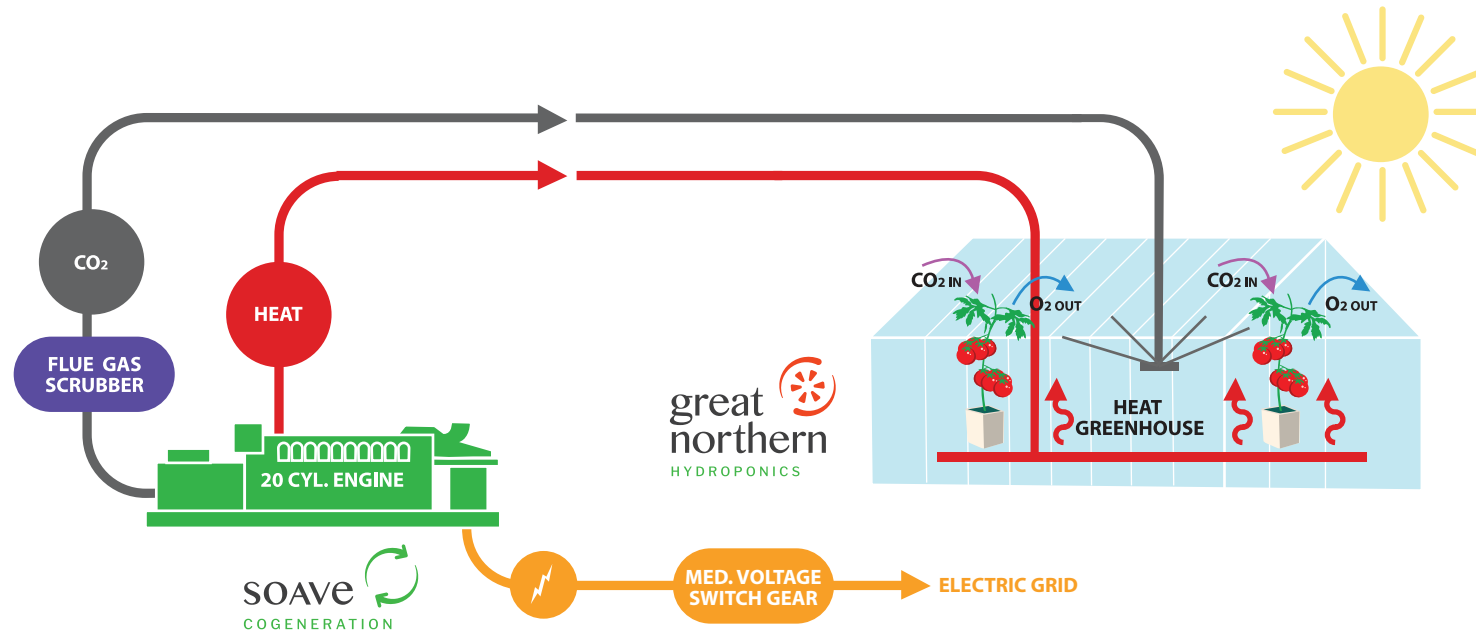 CO₂
HEAT
FLUE GAS
SCRUBBER
20 CYL. ENGINE
soave
COGENERATION
great
northern
HYDROPONICS
MED. VOLTAGE
SWITCH GEAR
ELECTRIC GRID
CO₂ IN
O₂ OUT
CO₂ IN
O₂ OUT
HEAT
GREENHOUSE